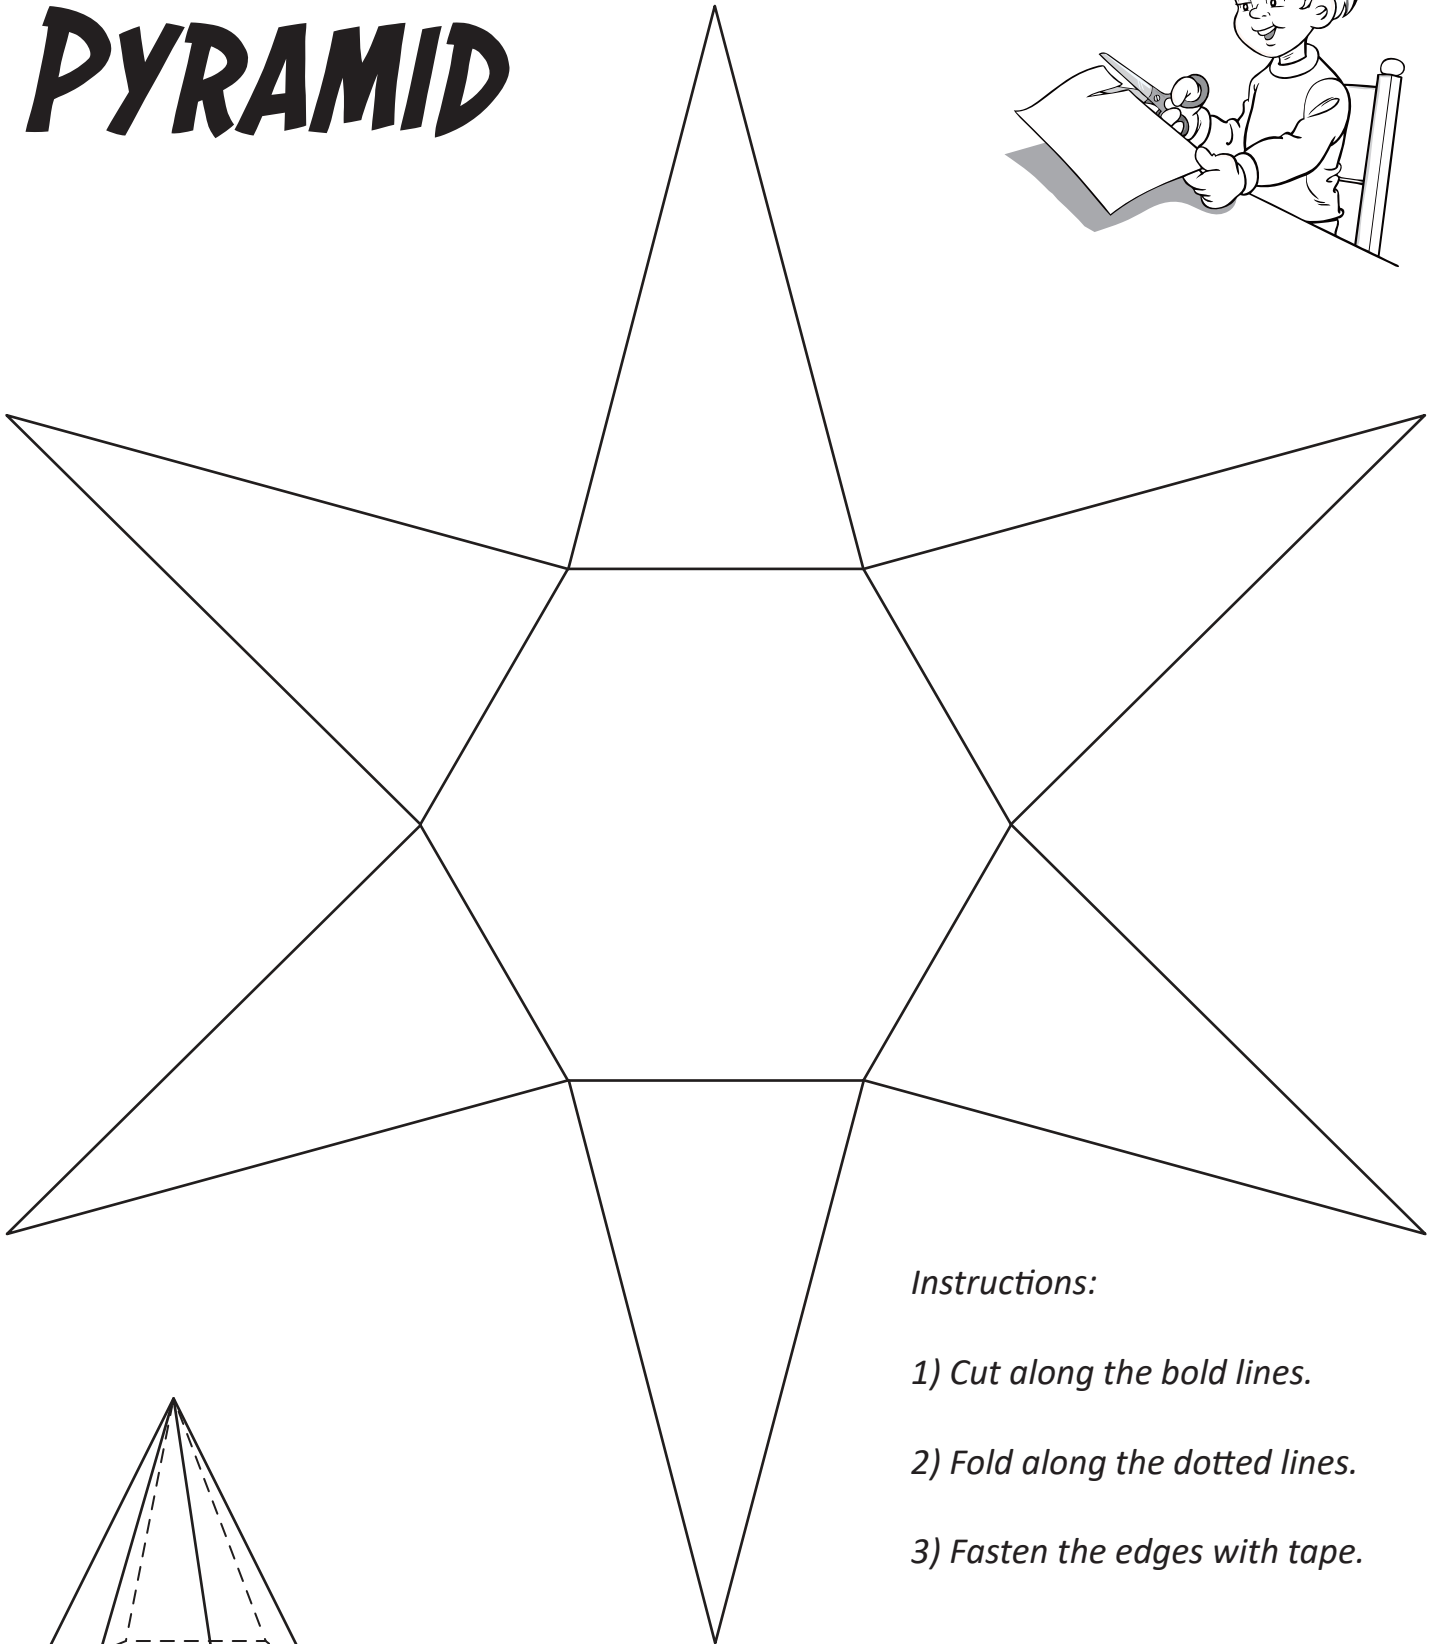 PYRAMID
Instructions:
1) Cut along the bold lines.
2) Fold along the dotted lines.
3) Fasten the edges with tape.